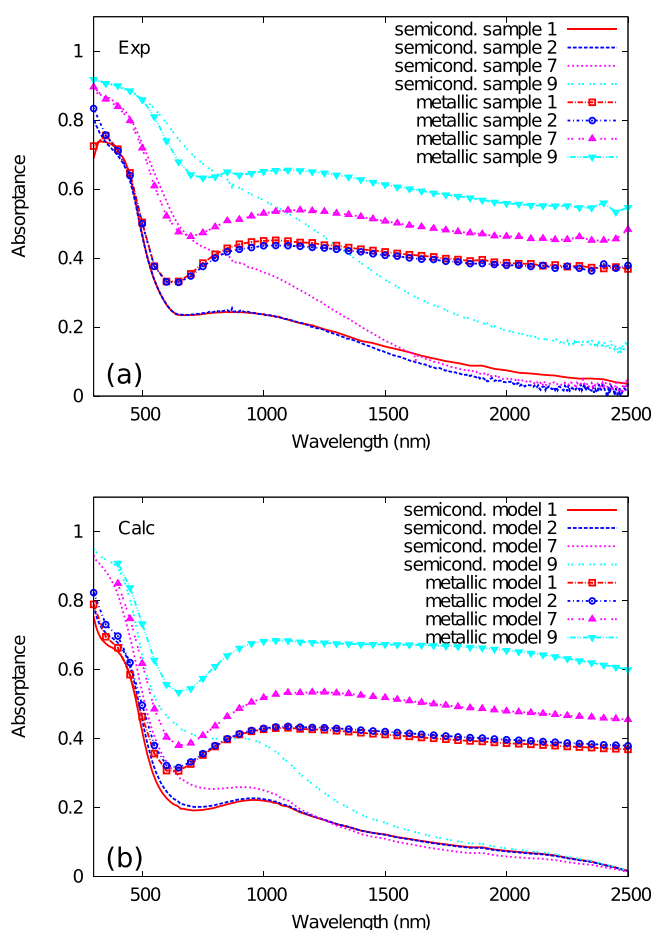 1
0.8
0.6
0.4
0.2
0
Absorptance
Exp
semicond. sample 1
semicond. sample 2
semicond. sample 7
semicond. sample 9
metallic sample 1
metallic sample 2
metallic sample 7
metallic sample 9
(a)
500 1000 1500 2000 2500
Wavelength (nm)
1
0.8
0.6
0.4
0.2
0
Absorptance
Calc
semicond. model 1
semicond. model 2
semicond. model 7
semicond. model 9
metallic model 1
metallic model 2
metallic model 7
metallic model 9
(b)
500 1000 1500 2000 2500
Wavelength (nm)